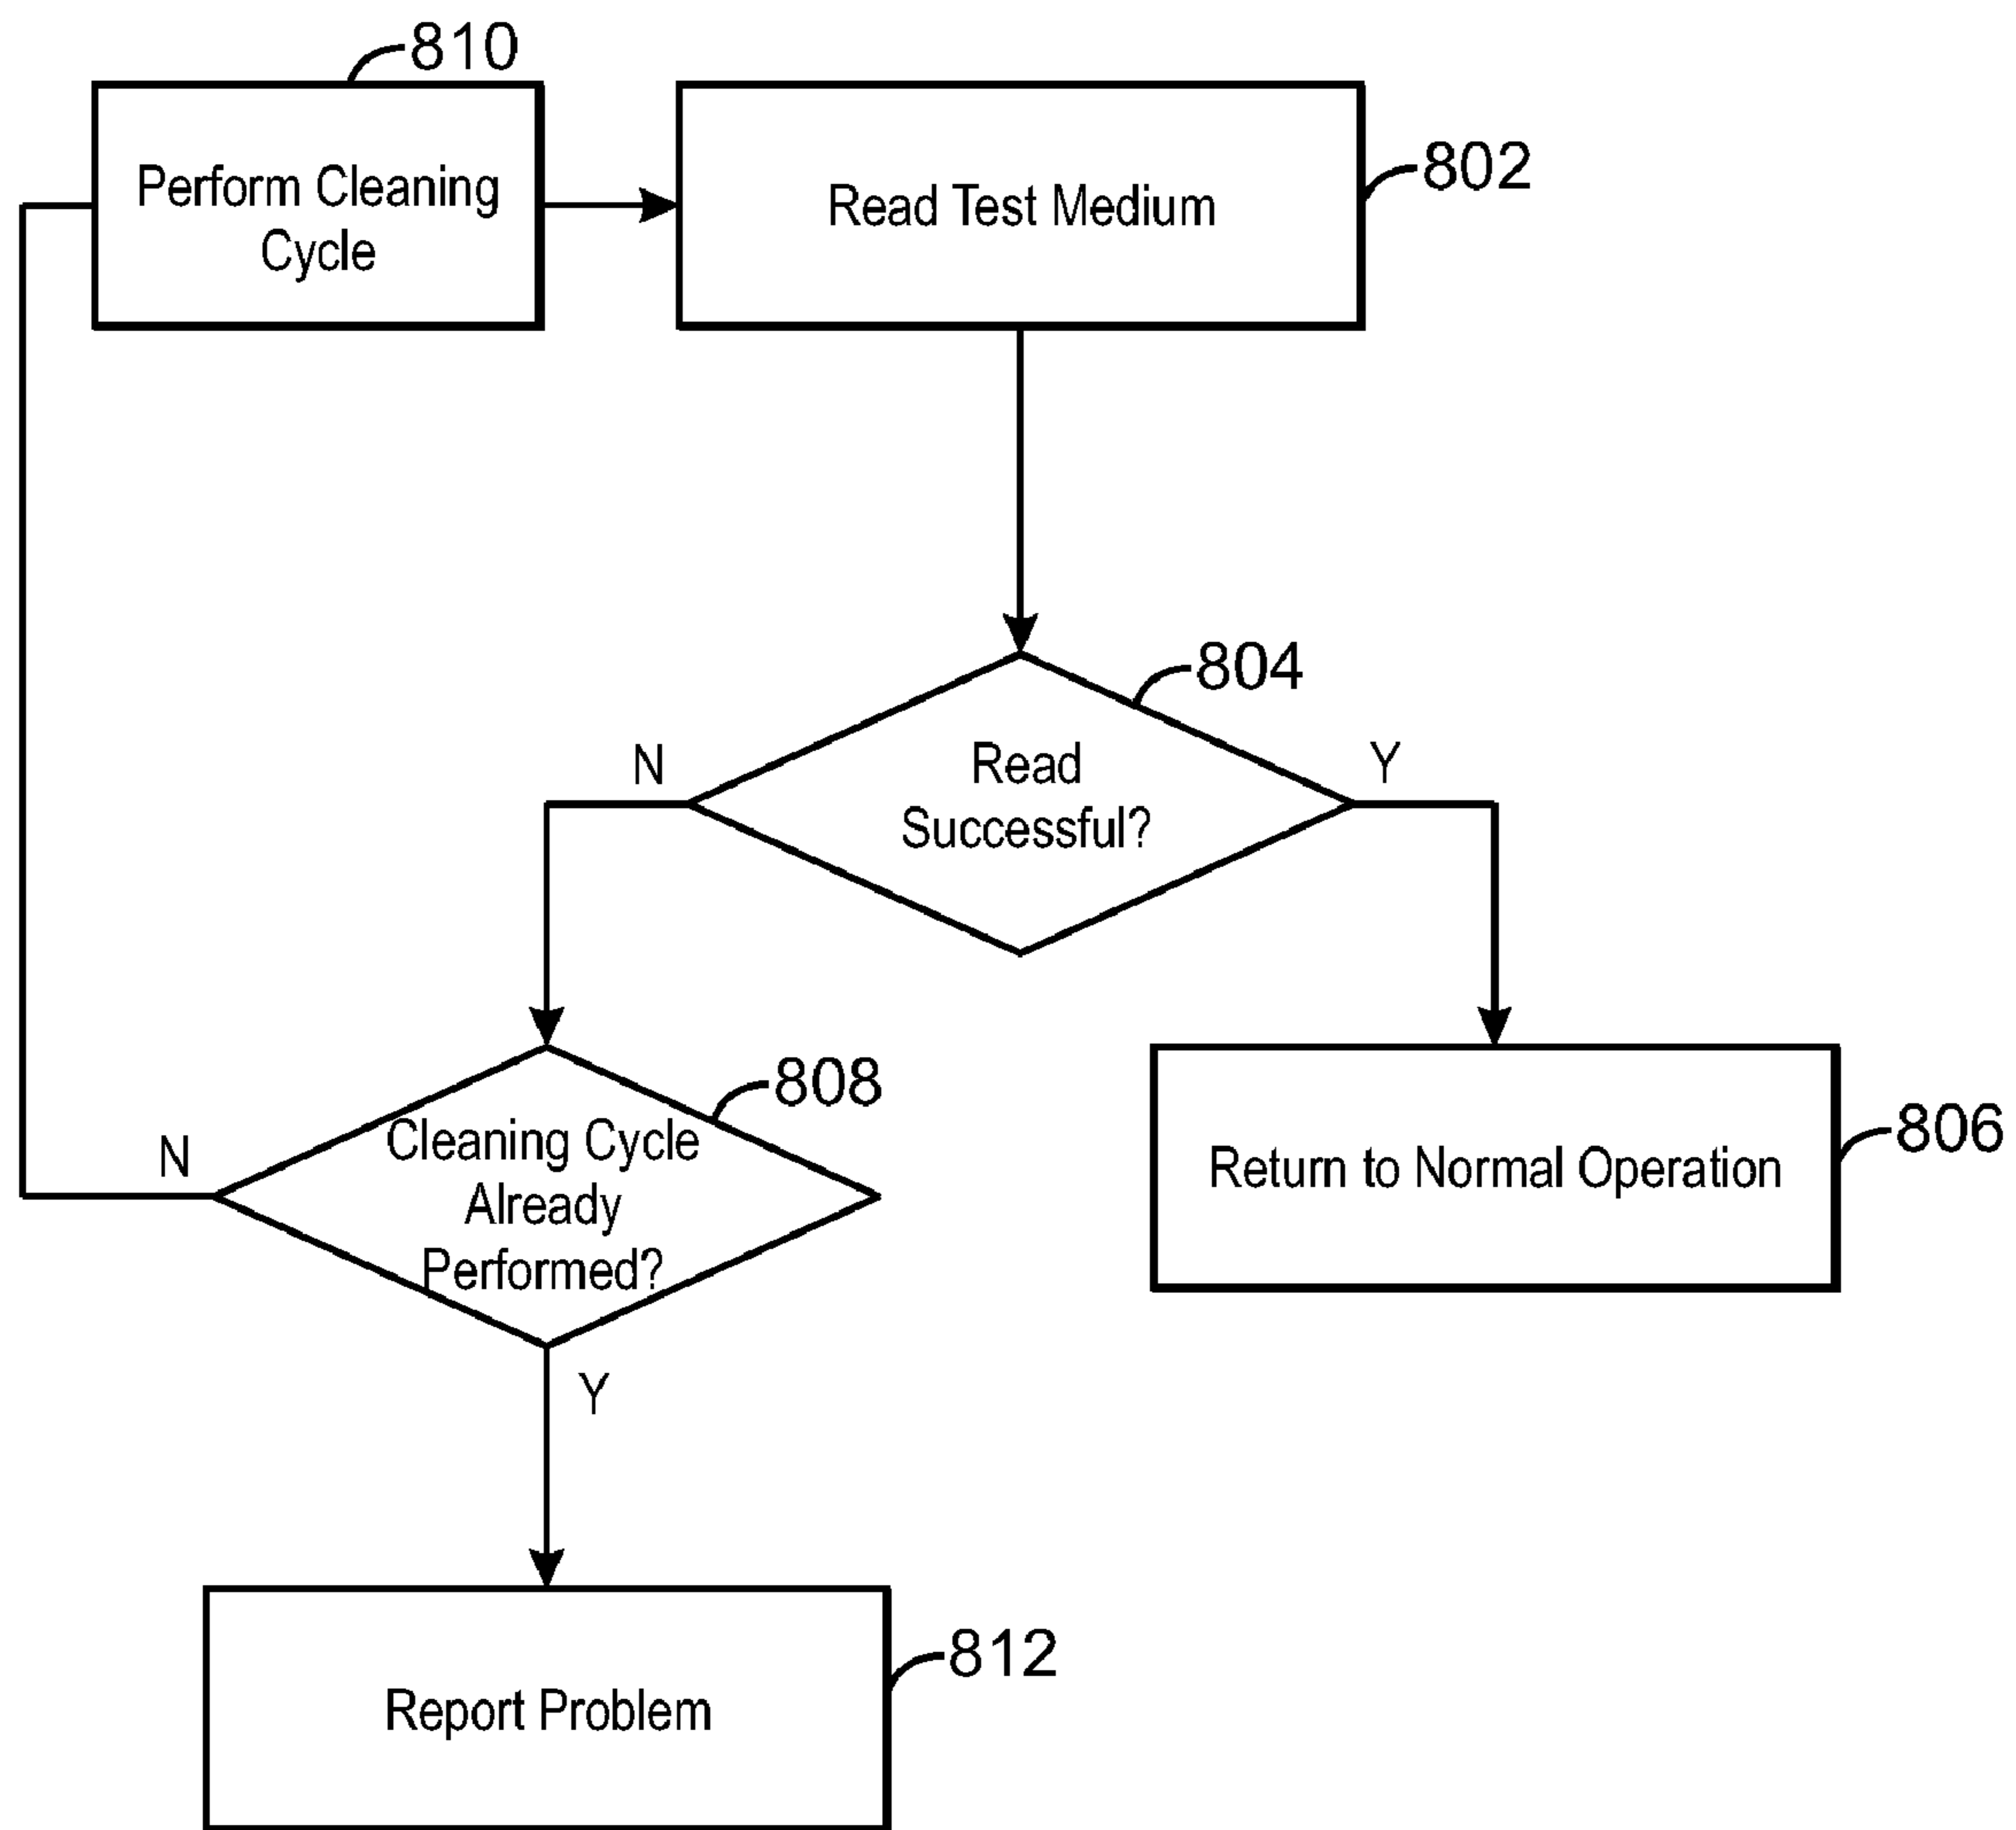 810
Perform Cleaning
Cycle
Read Test Medium
802
804
N
Read
Successful?
Y
808
N
Cleaning Cycle
Already
Performed?
806
Return to Normal Operation
Y
812
Report Problem